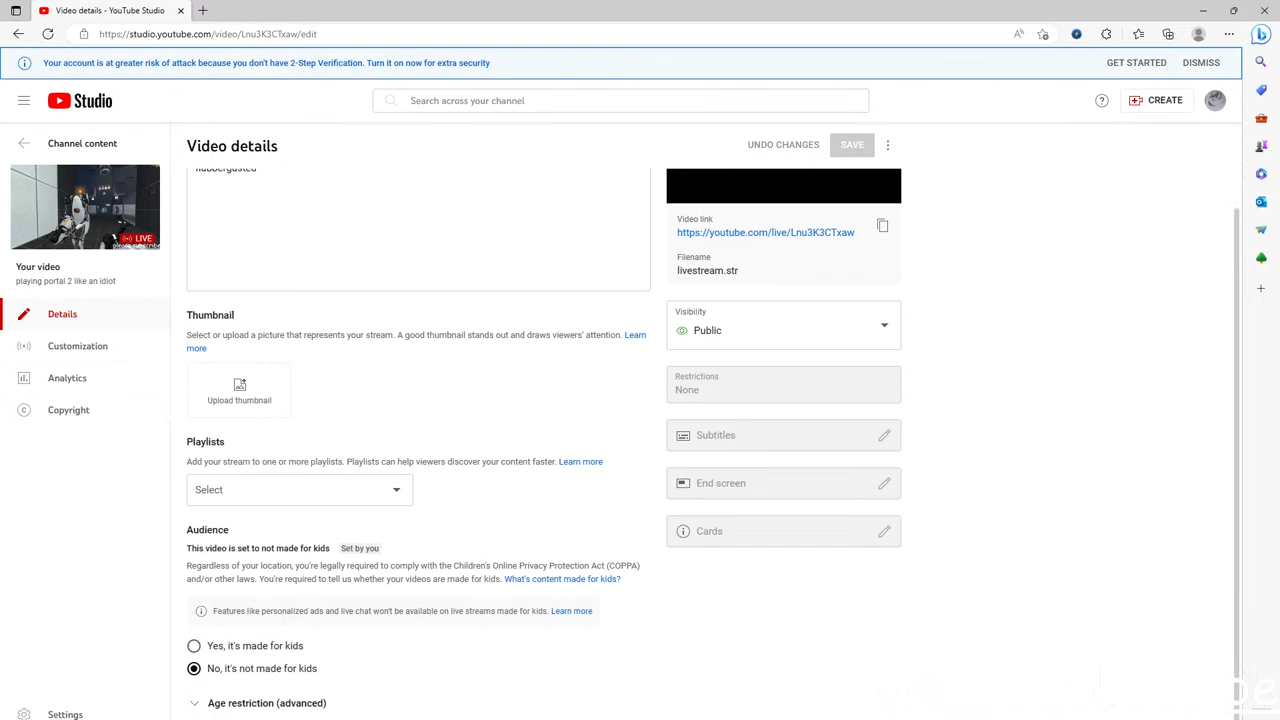 Video details - YouTube Studio
https://studio.youtube.com/video/Lnu3K3CTxaw/edit
Your account is at greater risk of attack because you don't have 2-Step Verification. Turn it on now for extra security
GET STARTED
DISMISS
Studio
Search across your channel
CREATE
Channel content
Video details
UNDO CHANGES
SAVE
flubbergusted
LIVE
please subscribe
Your video
playing portal 2 like an idiot
Details
Customization
Analytics
Copyright
Settings
Thumbnail
Select or upload a picture that represents your stream. A good thumbnail stands out and draws viewers' attention. Learn
more
Upload thumbnail
Playlists
Add your stream to one or more playlists. Playlists can help viewers discover your content faster. Learn more
Select
Audience
This video is set to not made for kids Set by you
Regardless of your location, you're legally required to comply with the Children's Online Privacy Protection Act (COPPA)
and/or other laws. You're required to tell us whether your videos are made for kids. What's content made for kids?
Features like personalized ads and live chat won't be available on live streams made for kids. Learn more
Yes, it's made for kids
No, it's not made for kids
Age restriction (advanced)
Video link
https://youtube.com/live/Lnu3K3CTxaw
Filename
livestream.str
Visibility
Public
Restrictions
None
Subtitles
End screen
Cards